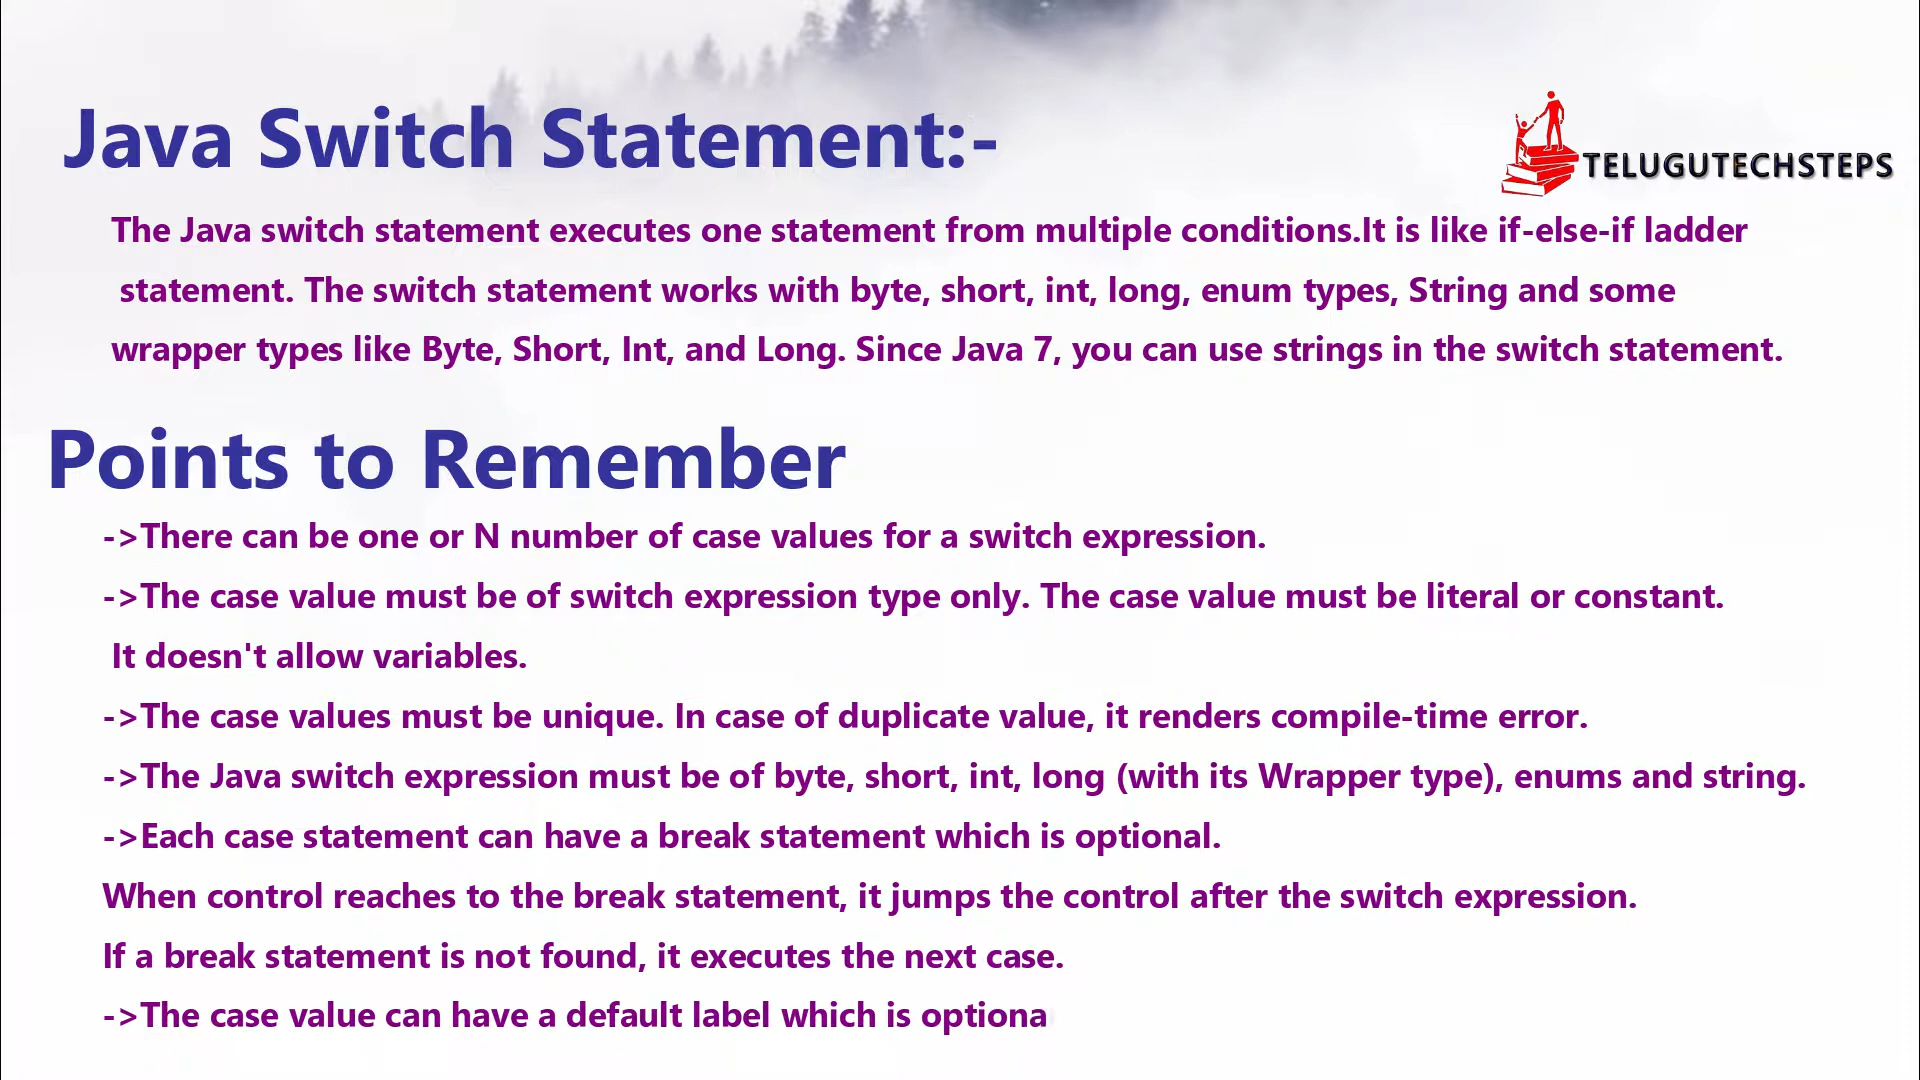 Java Switch Statement:-
TELUGUTECHSTEPS
The Java switch statement executes one statement from multiple conditions.It is like if-else-if ladder
statement. The switch statement works with byte, short, int, long, enum types, String and some
wrapper types like Byte, Short, Int, and Long. Since Java 7, you can use strings in the switch statement.
Points to Remember
->There can be one or N number of case values for a switch expression.
->The case value must be of switch expression type only. The case value must be literal or constant.
It doesn't allow variables.
->The case values must be unique. In case of duplicate value, it renders compile-time error.
->The Java switch expression must be of byte, short, int, long (with its Wrapper type), enums and string.
->Each case statement can have a break statement which is optional.
When control reaches to the break statement, it jumps the control after the switch expression.
If a break statement is not found, it executes the next case.
->The case value can have a default label which is optiona